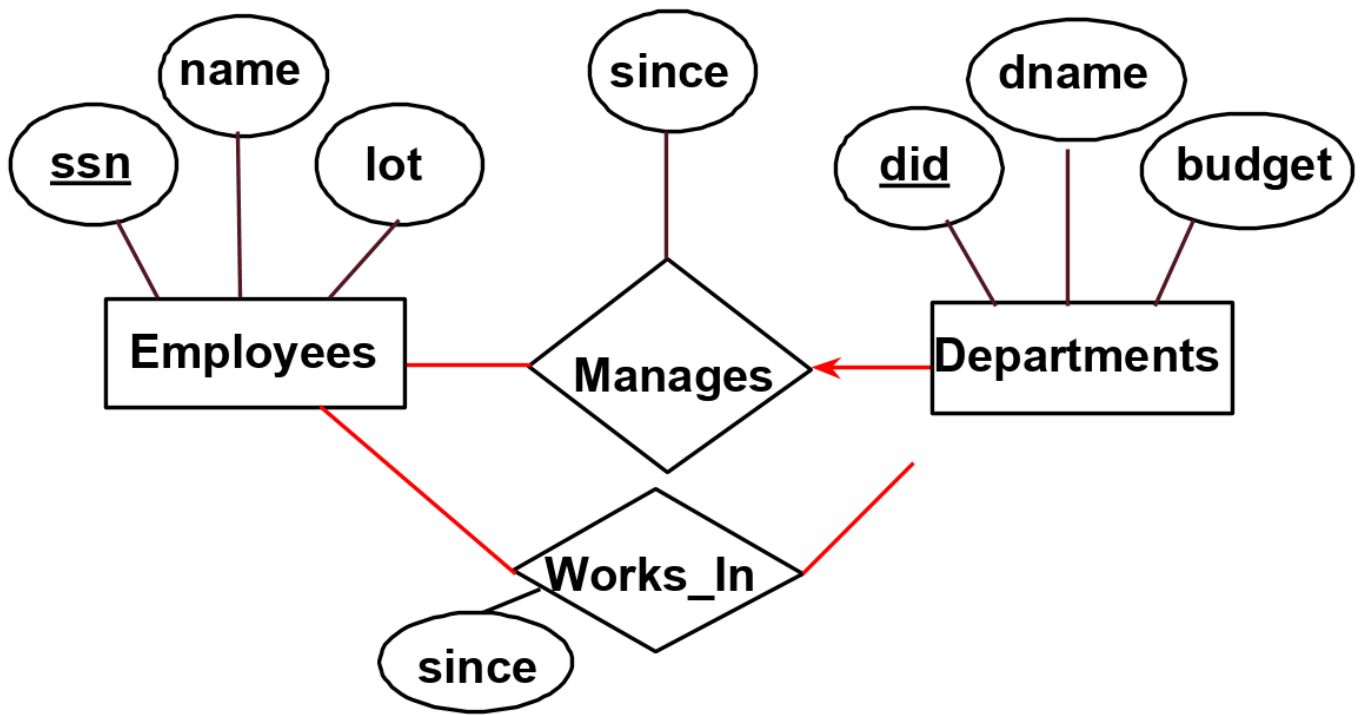 name
since
dname
ssn
lot
did
budget
Employees
Manages
Departments
Works_In
since